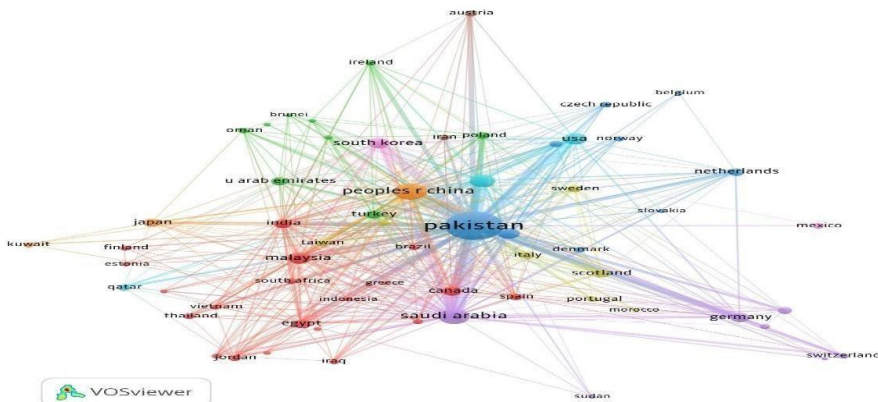 austria
ireland
belgium
czech republic
brunei
oman
iran
poland
usa
norway
south korea
netherlands
u arab emirates
peoples r china
sweden
slovakia
turkey
japan
india
pakistan
mexico
kuwait
finland
taiwan
brazil
italy
denmark
estonia
malaysia
scotland
qatar
south africa
greece
canada
spain
portugal
vietnam
indonesia
morocco
thailand
egypt
saudi arabia
germany
jordan
iraq
switzerland
sudan
VOSviewer